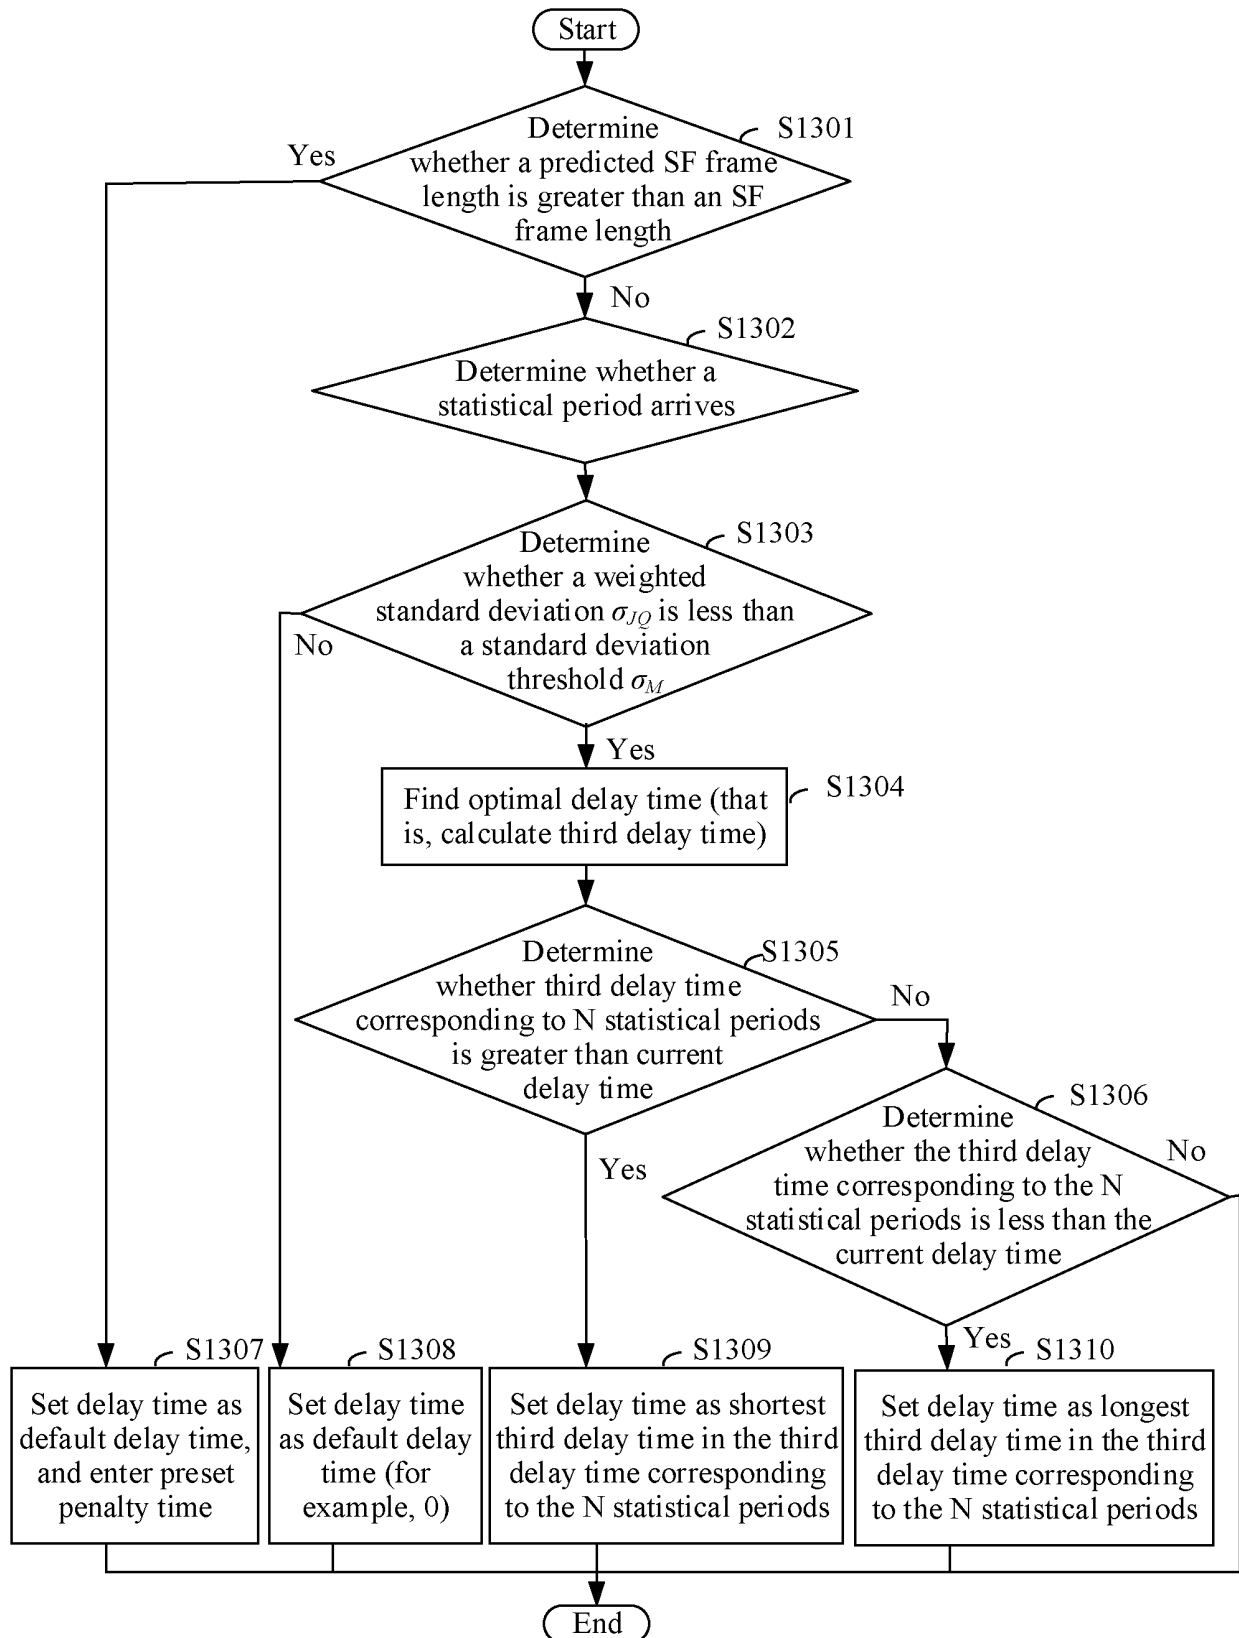 Start
S1301
Determine
whether a predicted SF frame
length is greater than an SF
frame length
Yes
No
S1302
Determine whether a
statistical period arrives
S1303
Determine
whether a weighted
standard deviation σJQ is less than
a standard deviation
threshold σM
No
Yes
S1304
Find optimal delay time (that
is, calculate third delay time)
S1305
Determine
whether third delay time
corresponding to N statistical periods
is greater than current
delay time
No
Yes
S1306
Determine
whether the third delay
time corresponding to the N
statistical periods is less than the
current delay time
No
Yes
S1307
Set delay time as
default delay time,
and enter preset
penalty time
S1308
Set delay time
as default delay
time (for
example, 0)
S1309
Set delay time as shortest
third delay time in the third
delay time corresponding
to the N statistical periods
S1310
Set delay time as longest
third delay time in the third
delay time corresponding
to the N statistical periods
End